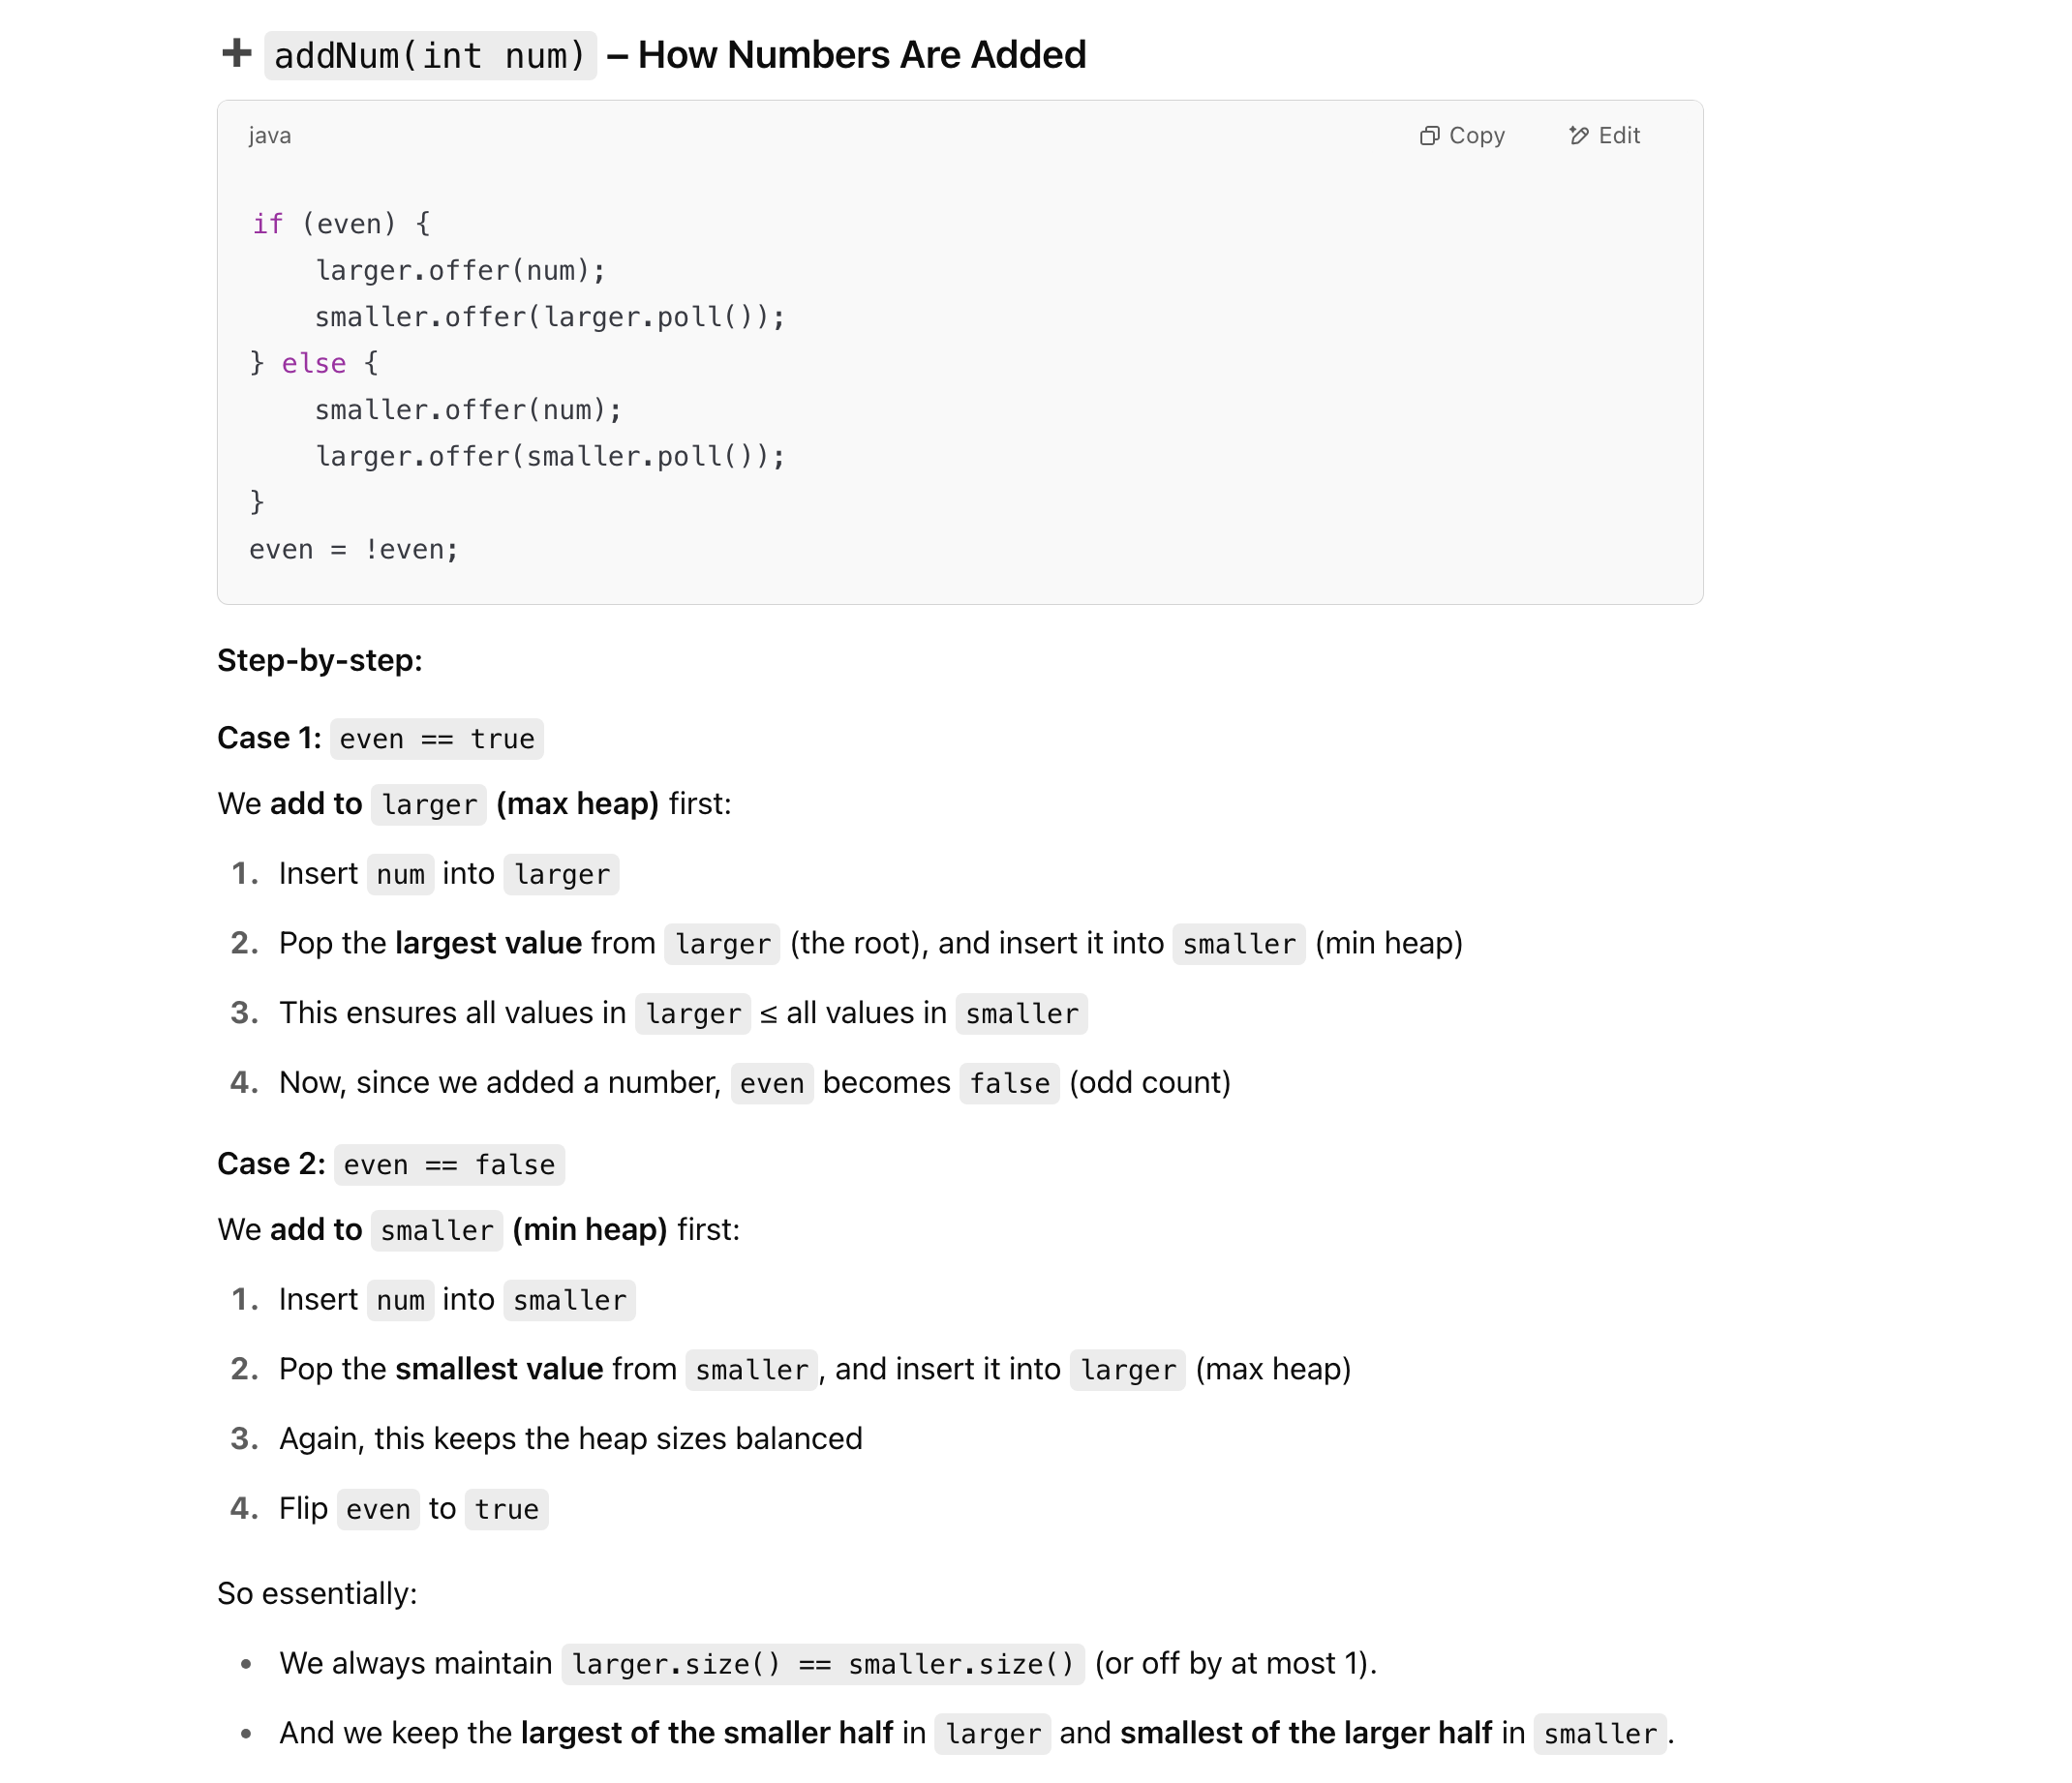 ➕ addNum(int num) – How Numbers Are Added
java
Copy
Edit
if (even) {
    larger.offer(num);
    smaller.offer(larger.poll());
} else {
    smaller.offer(num);
    larger.offer(smaller.poll());
}
even = !even;
Step-by-step:
Case 1: even == true
We add to larger (max heap) first:
1. Insert num into larger
2. Pop the largest value from larger (the root), and insert it into smaller (min heap)
3. This ensures all values in larger ≤ all values in smaller
4. Now, since we added a number, even becomes false (odd count)
Case 2: even == false
We add to smaller (min heap) first:
1. Insert num into smaller
2. Pop the smallest value from smaller, and insert it into larger (max heap)
3. Again, this keeps the heap sizes balanced
4. Flip even to true
So essentially:
• We always maintain larger.size() == smaller.size() (or off by at most 1).
• And we keep the largest of the smaller half in larger and smallest of the larger half in smaller.